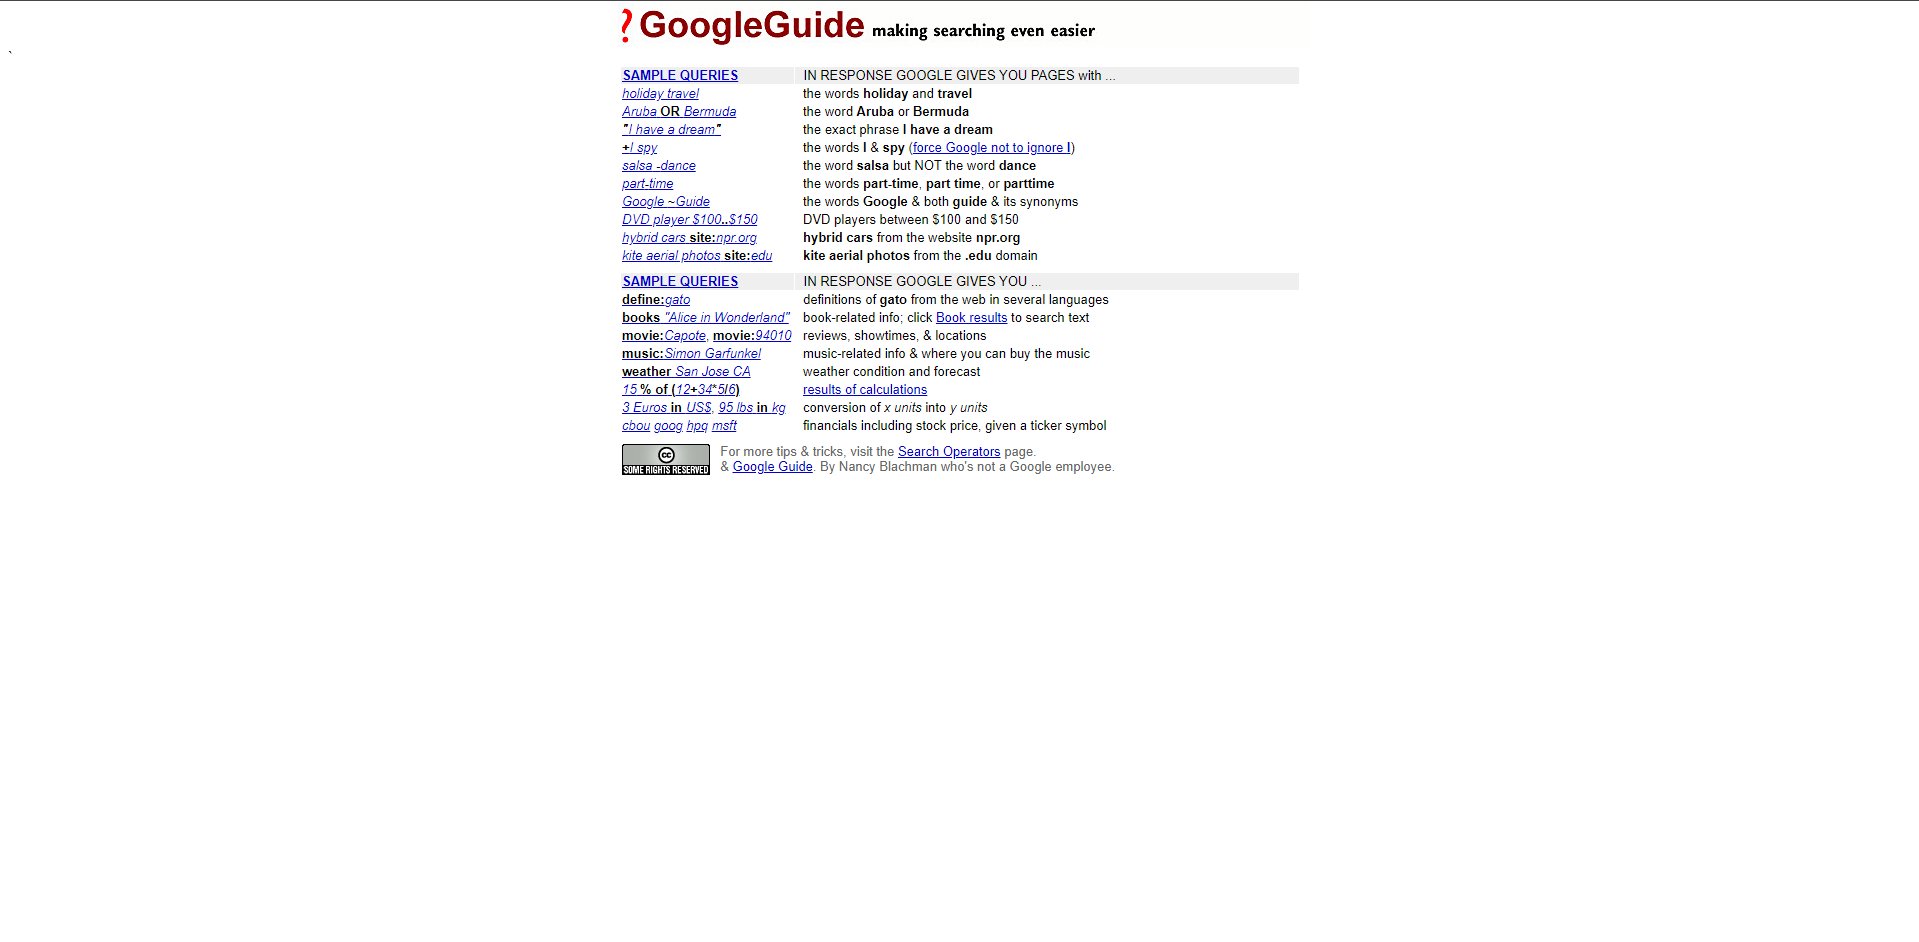 ? GoogleGuide making searching even easier
`
SAMPLE QUERIES IN RESPONSE GOOGLE GIVES YOU PAGES with ...
holiday travel the words holiday and travel
Aruba OR Bermuda the word Aruba or Bermuda
"I have a dream" the exact phrase I have a dream
+I spy the words I & spy (force Google not to ignore I)
salsa -dance the word salsa but NOT the word dance
part-time the words part-time, part time, or parttime
Google ~Guide the words Google & both guide & its synonyms
DVD player $100..$150 DVD players between $100 and $150
hybrid cars site:npr.org hybrid cars from the website npr.org
kite aerial photos site:edu kite aerial photos from the .edu domain
SAMPLE QUERIES IN RESPONSE GOOGLE GIVES YOU ...
define:gato definitions of gato from the web in several languages
books "Alice in Wonderland" book-related info; click Book results to search text
movie:Capote, movie:94010 reviews, showtimes, & locations
music:Simon Garfunkel music-related info & where you can buy the music
weather San Jose CA weather condition and forecast
15 % of (12+34*5/6) results of calculations
3 Euros in US$, 95 lbs in kg conversion of x units into y units
cbou goog hpq msft financials including stock price, given a ticker symbol
cc
SOME RIGHTS RESERVED
For more tips & tricks, visit the Search Operators page.
& Google Guide. By Nancy Blachman who's not a Google employee.